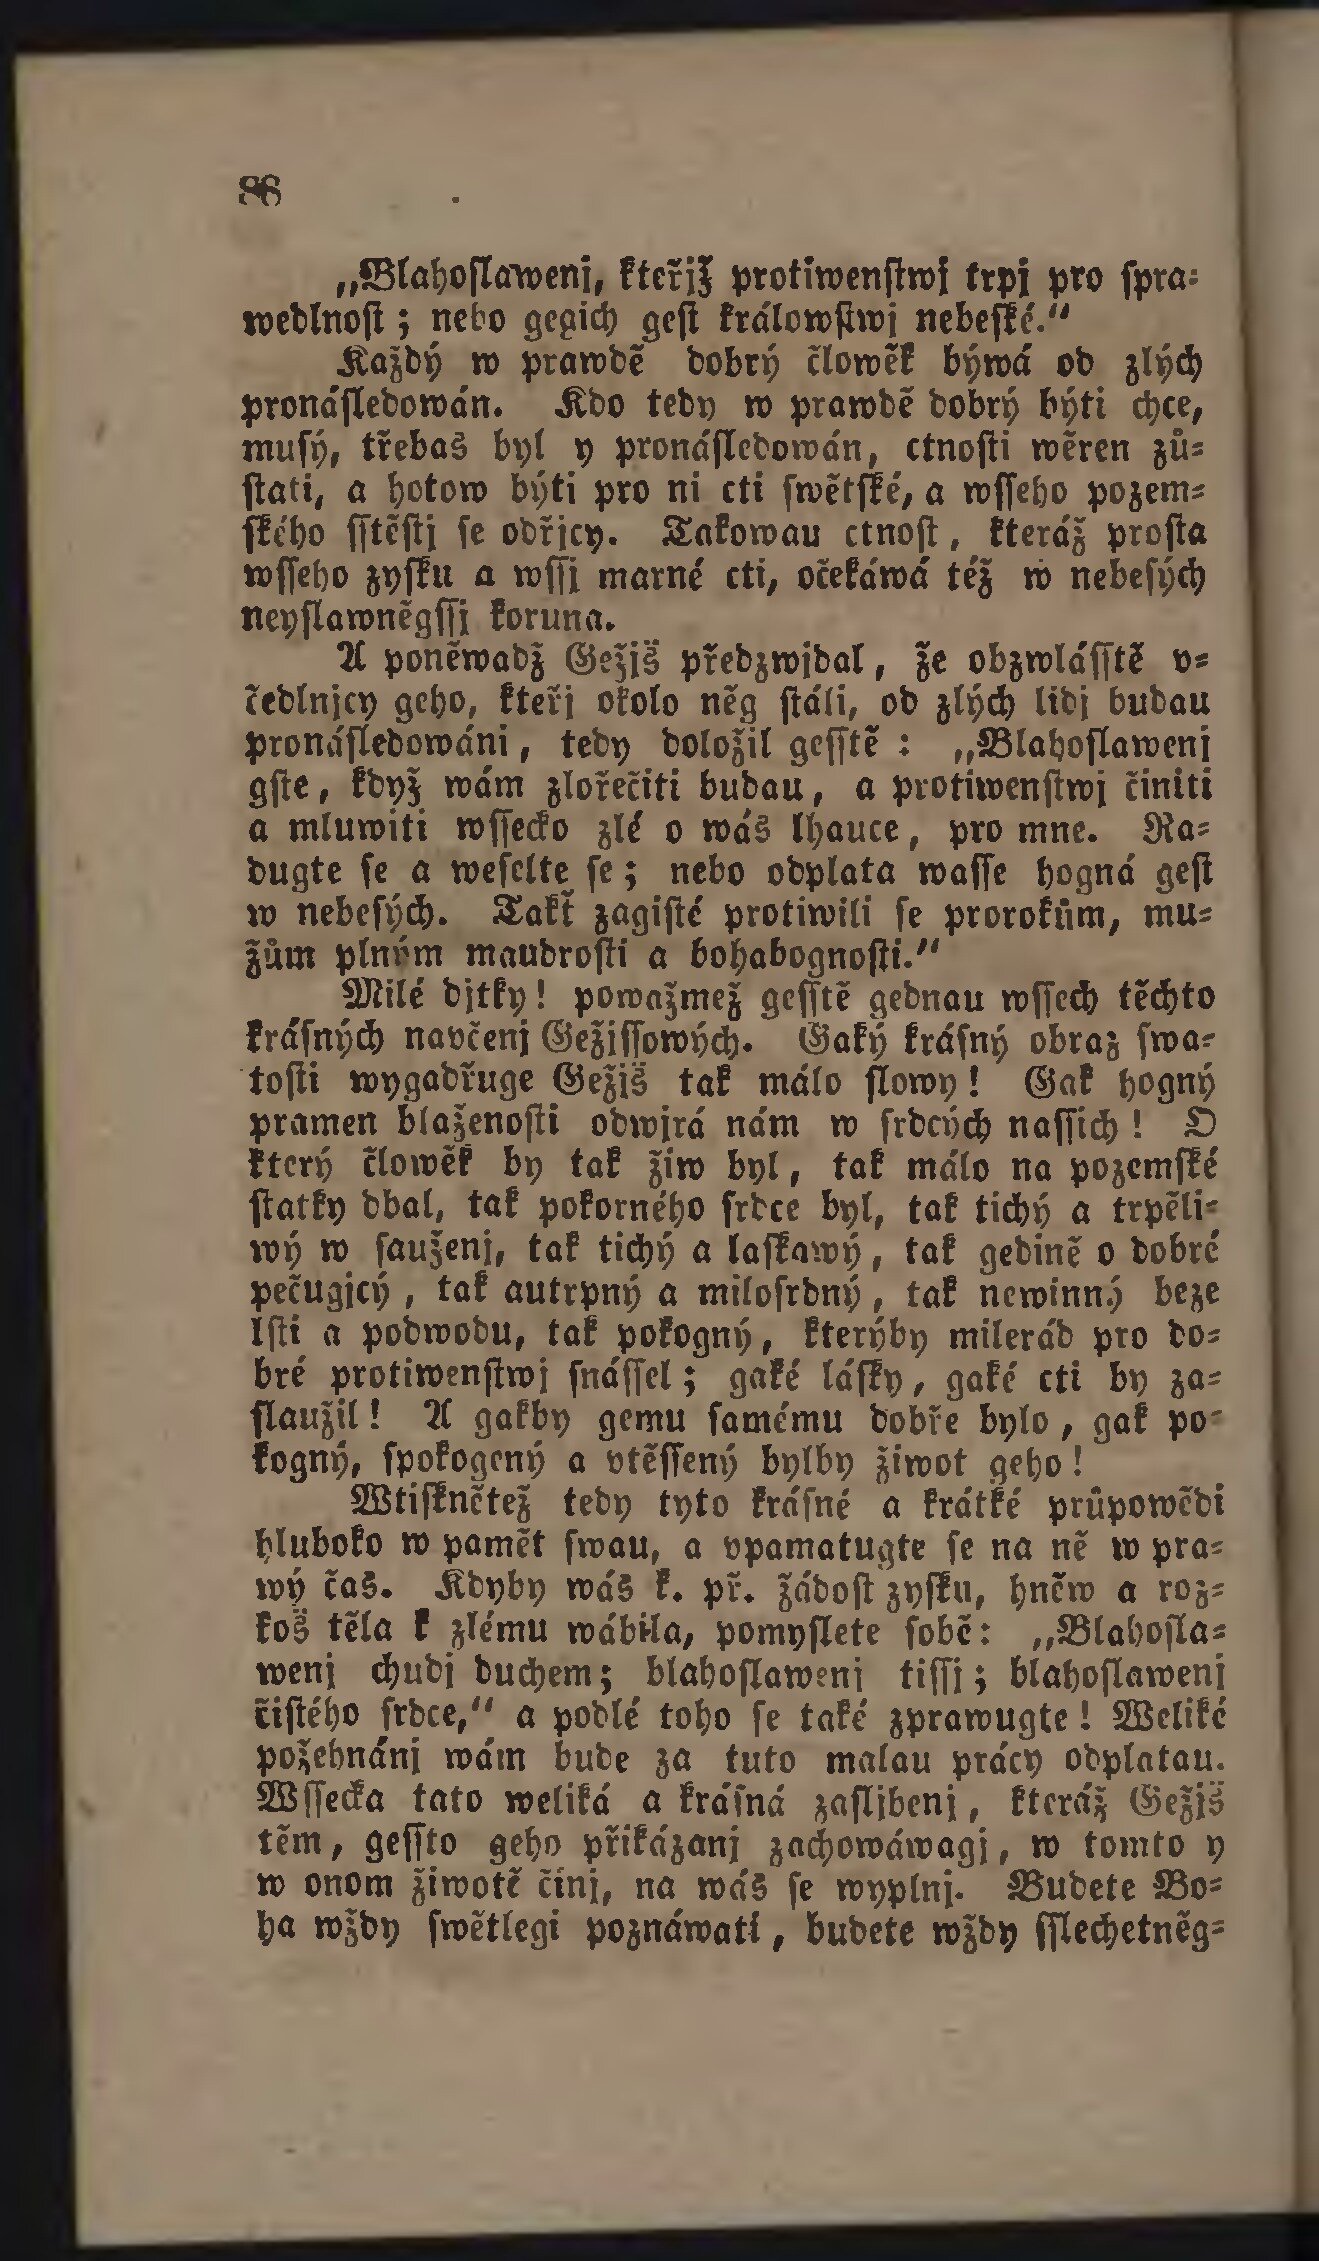 88
„Blahoſlawenj, kteřjž protiwenſtwj trpj pro ſpra⸗
wedlnoſt; nebo gegich geſt králowſtwj nebeſké.“
Každý w prawdě dobrý člowěk býwá od zlých
pronáſledowán. Kdo tedy w prawdě dobrý býti chce,
muſý, třebas byl y pronáſledowán, ctnoſti wěren zů⸗
ſtati, a hotow býti pro ni cti ſwětſké, a wſſeho pozem⸗
ſkého ſſtěſtj ſe odřjcy. Takowau ctnoſt, kteráž proſta
wſſeho zyſku a wſſj marné cti, očekáwá též w nebeſých
neyſlawněgſſj koruna.
A poněwadž Gežjš předzwjdal, že obzwláſſtě v⸗
čedlnjcy geho, kteřj okolo něg ſtáli, od zlých lidj budau
pronáſledowáni, tedy doložil geſſtě: „Blahoſlawenj
gſte, když wám zlořečiti budau, a protiwenſtwj činiti
a mluwiti wſſecko zlé o wás lhauce, pro mne. Ra⸗
dugte ſe a weſelte ſe; nebo odplata waſſe hogná geſt
w nebeſých. Takť zagiſté protiwili ſe prorokům, mu⸗
žům plným maudroſti a bohabognoſti.“
Milé djtky! powažmež geſſtě gednau wſſech těchto
kráſných navčenj Gežiſſowých. Gaký kráſný obraz ſwa⸗
toſti wygadřuge Gežjš tak málo ſlowy! Gak hogný
pramen blaženoſti odwjrá nám w ſrdcých naſſich! O
který člowěk by tak žiw byl, tak málo na pozemſké
ſtatky dbal, tak pokorného ſrdce byl, tak tichý a trpěli⸗
wý w ſauženj, tak tichý a laſkawý, tak gedině o dobré
pečugjcý, tak autrpný a miloſrdný, tak newinný beze
lſti a podwodu, tak pokogný, kterýby milerád pro do⸗
bré protiwenſtwj ſnáſſel; gaké láſky, gaké cti by za⸗
ſlaužil! A gakby gemu ſamému dobře bylo, gak po⸗
kogný, ſpokogený a vtěſſený bylby žiwot geho!
Wtiſknětež tedy tyto kráſné a krátké průpowědi
hluboko w pamět ſwau, a vpamatugte ſe na ně w pra⸗
wý čas. Kdyby wás k. př. žádoſt zyſku, hněw a roz⸗
koš těla k zlému wábila, pomyſlete ſobě: „Blahoſla⸗
wenj chudj duchem; blahoſlawenj tiſſj; blahoſlawenj
čiſtého ſrdce,“ a podlé toho ſe také zprawugte! Weliké
požehnánj wám bude za tuto malau prácy odplatau.
Wſſecka tato weliká a kráſná zaſljbenj, kteráž Gežjš
těm, geſſto geho přikázanj zachowáwagj, w tomto y
w onom žiwotě činj, na wás ſe wyplnj. Budete Bo⸗
ha wždy ſwětlegi poznáwati, budete wždy ſſlechetněg⸗